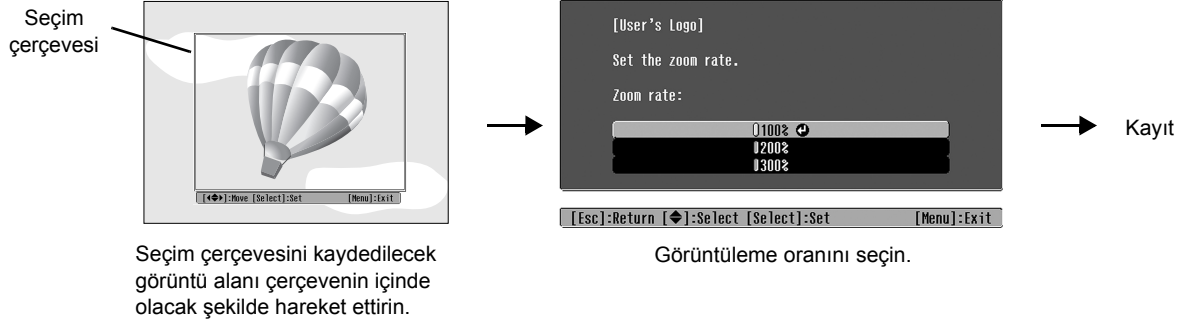 Seçim
çerçevesi
[◀◆▶]:Move [Select]:Set [Menu]:Exit
Seçim çerçevesini kaydedilecek
görüntü alanı çerçevenin içinde
olacak şekilde hareket ettirin.
[User's Logo]
Set the zoom rate.
Zoom rate:
100%
200%
300%
[Esc]:Return [◆]:Select [Select]:Set [Menu]:Exit
Görüntüleme oranını seçin.
Kayıt